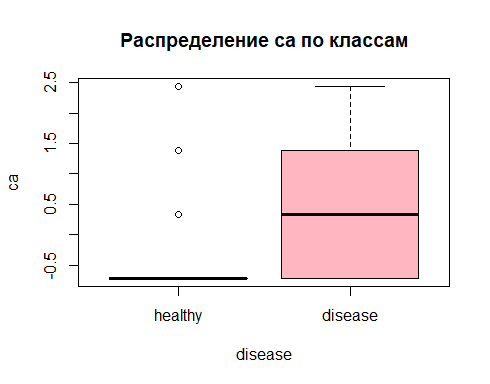 Распределение ca по классам
2.5
1.5
0.5
-0.5
ca
healthy disease
disease